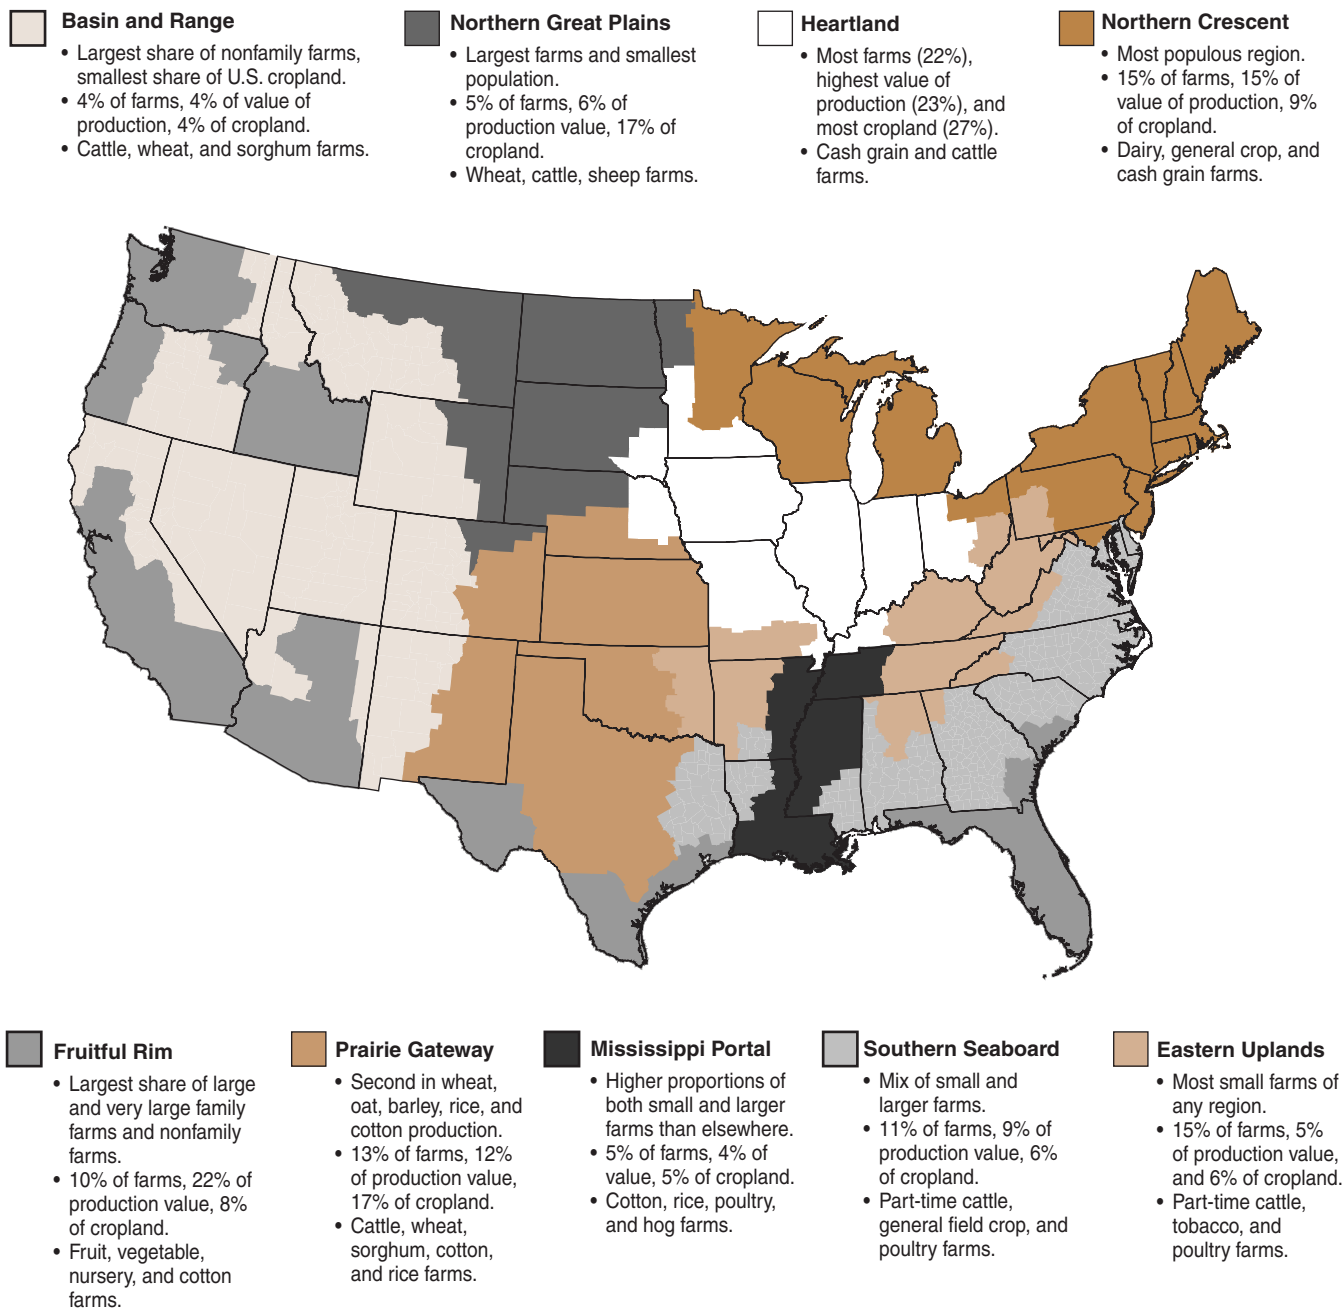 Basin and Range
• Largest share of nonfamily farms,
smallest share of U.S. cropland.
• 4% of farms, 4% of value of
production, 4% of cropland.
• Cattle, wheat, and sorghum farms.
Northern Great Plains
• Largest farms and smallest
population.
• 5% of farms, 6% of
production value, 17% of
cropland.
• Wheat, cattle, sheep farms.
Heartland
• Most farms (22%),
highest value of
production (23%), and
most cropland (27%).
• Cash grain and cattle
farms.
Northern Crescent
• Most populous region.
• 15% of farms, 15% of
value of production, 9%
of cropland.
• Dairy, general crop, and
cash grain farms.
Fruitful Rim
• Largest share of large
and very large family
farms and nonfamily
farms.
• 10% of farms, 22% of
production value, 8%
of cropland.
• Fruit, vegetable,
nursery, and cotton
farms.
Prairie Gateway
• Second in wheat,
oat, barley, rice, and
cotton production.
• 13% of farms, 12%
of production value,
17% of cropland.
• Cattle, wheat,
sorghum, cotton,
and rice farms.
Mississippi Portal
• Higher proportions of
both small and larger
farms than elsewhere.
• 5% of farms, 4% of
value, 5% of cropland.
• Cotton, rice, poultry,
and hog farms.
Southern Seaboard
• Mix of small and
larger farms.
• 11% of farms, 9% of
production value, 6%
of cropland.
• Part-time cattle,
general field crop, and
poultry farms.
Eastern Uplands
• Most small farms of
any region.
• 15% of farms, 5%
of production value,
and 6% of cropland.
• Part-time cattle,
tobacco, and
poultry farms.